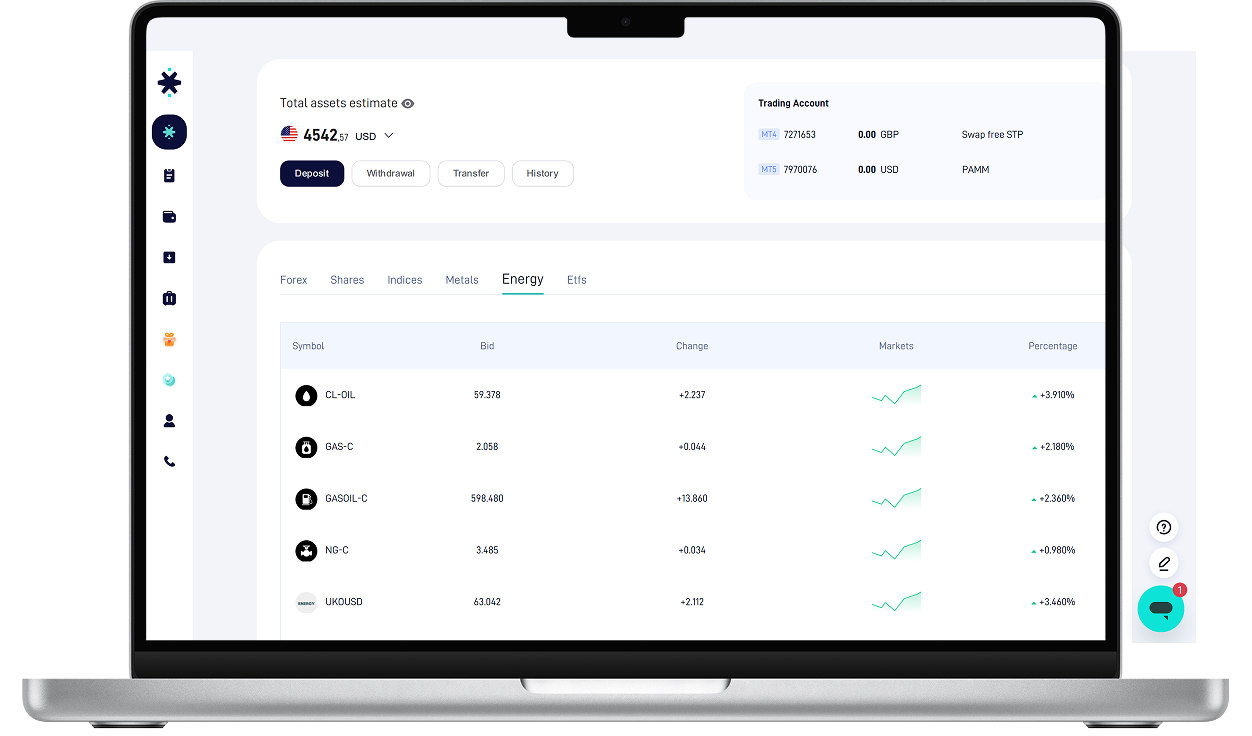 Total assets estimate
4542,57 USD
Deposit Withdrawal Transfer History
Trading Account
MT4 7271653 0.00 GBP Swap free STP
MT5 7970076 0.00 USD PAMM
Forex Shares Indices Metals Energy Etfs
Symbol Bid Change Markets Percentage
CL-OIL 59.378 +2.237 +3.910%
GAS-C 2.058 +0.044 +2.180%
GASOIL-C 598.480 +13.860 +2.360%
NG-C 3.485 +0.034 +0.980%
ENERGY UKOUSD 63.042 +2.112 +3.460%
?
1